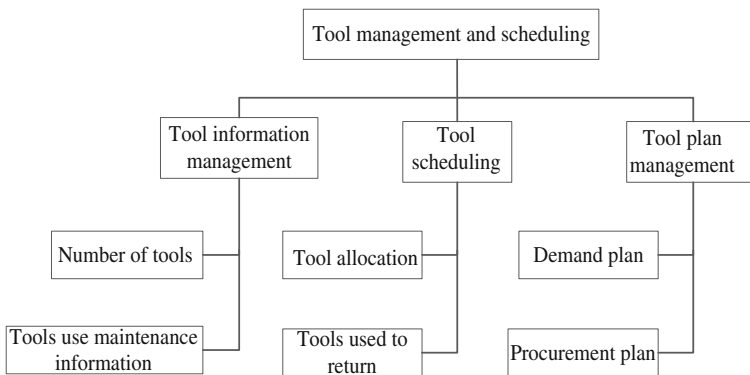 Tool management and scheduling
Tool information
management
Tool
scheduling
Tool plan
management
Number of tools
Tool allocation
Demand plan
Tools use maintenance
information
Tools used to
return
Procurement plan